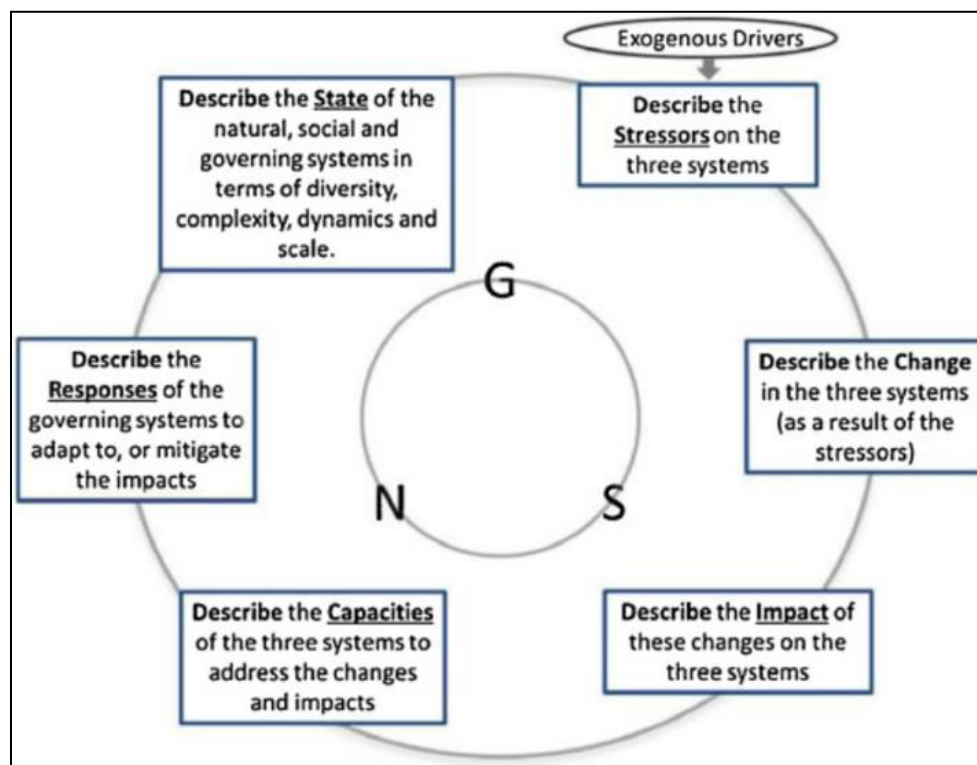 Exogenous Drivers
Describe the State of the
natural, social and
governing systems in
terms of diversity,
complexity, dynamics and
scale.
Describe the
Stressors on the
three systems
G
Describe the
Responses of the
governing systems to
adapt to, or mitigate
the impacts
Describe the Change
in the three systems
(as a result of the
stressors)
N
S
Describe the Capacities
of the three systems to
address the changes
and impacts
Describe the Impact of
these changes on the
three systems